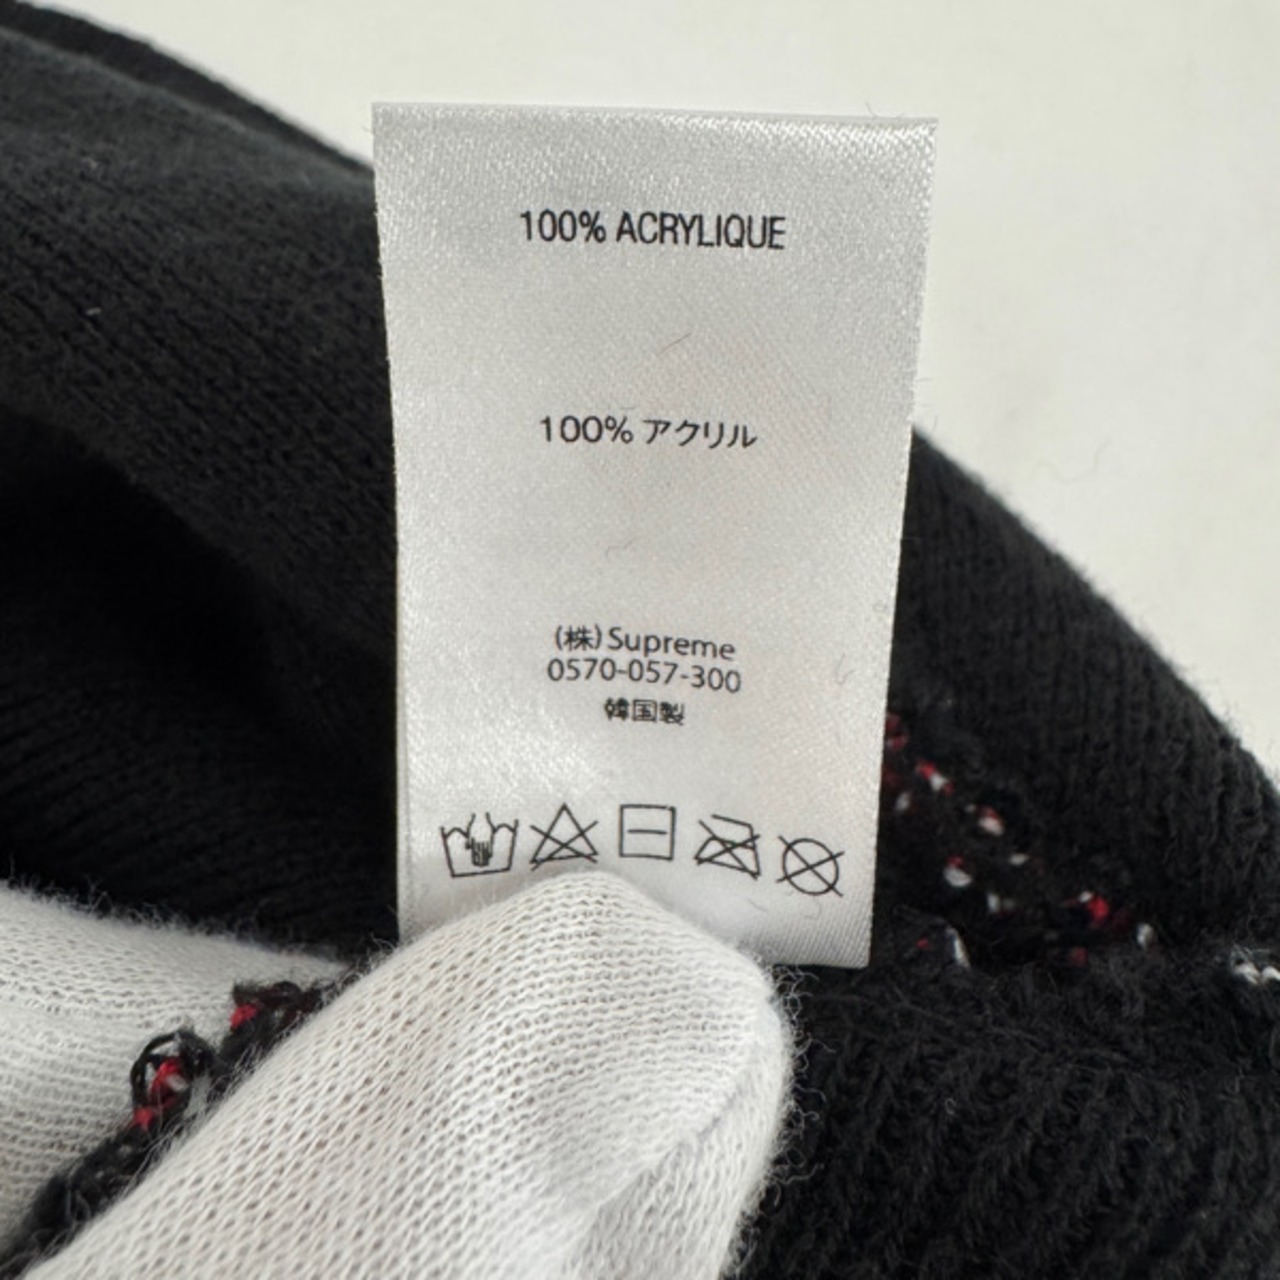 100% ACRYLIQUE
100% アクリル
(株) Supreme
0570-057-300
韓国製